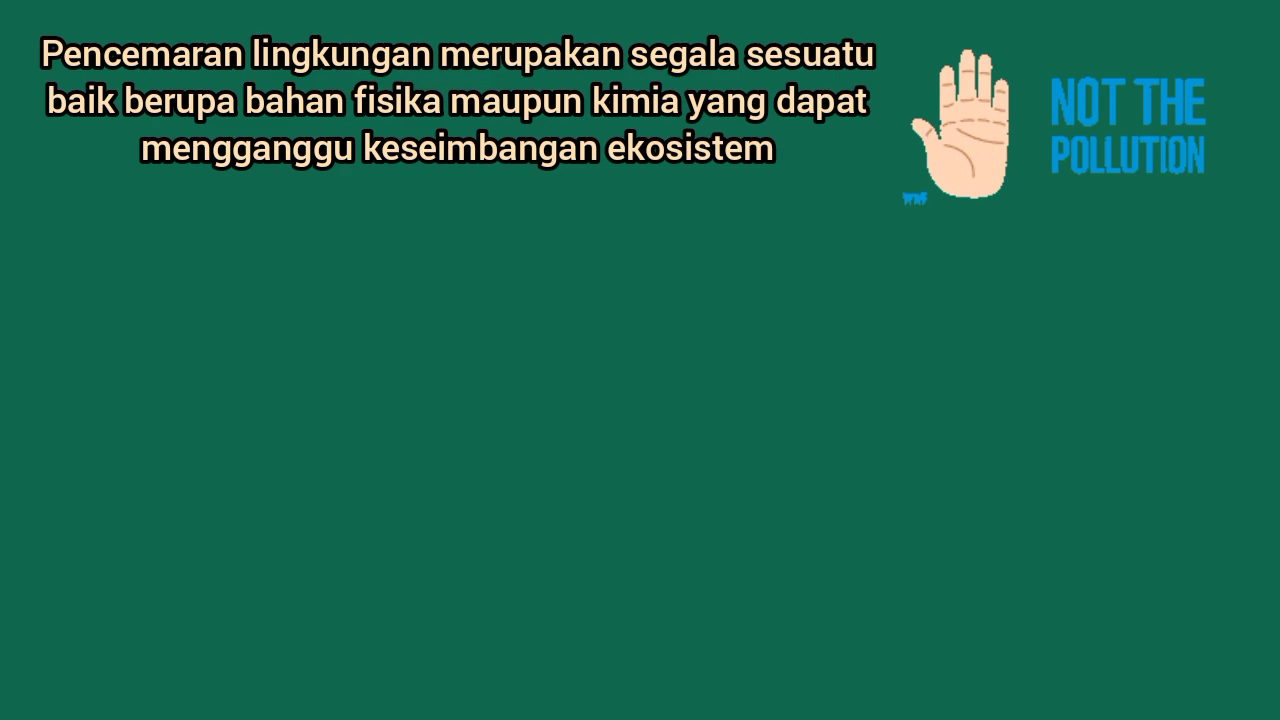 Pencemaran lingkungan merupakan segala sesuatu
baik berupa bahan fisika maupun kimia yang dapat
mengganggu keseimbangan ekosistem
NOT THE
POLLUTION
WWF